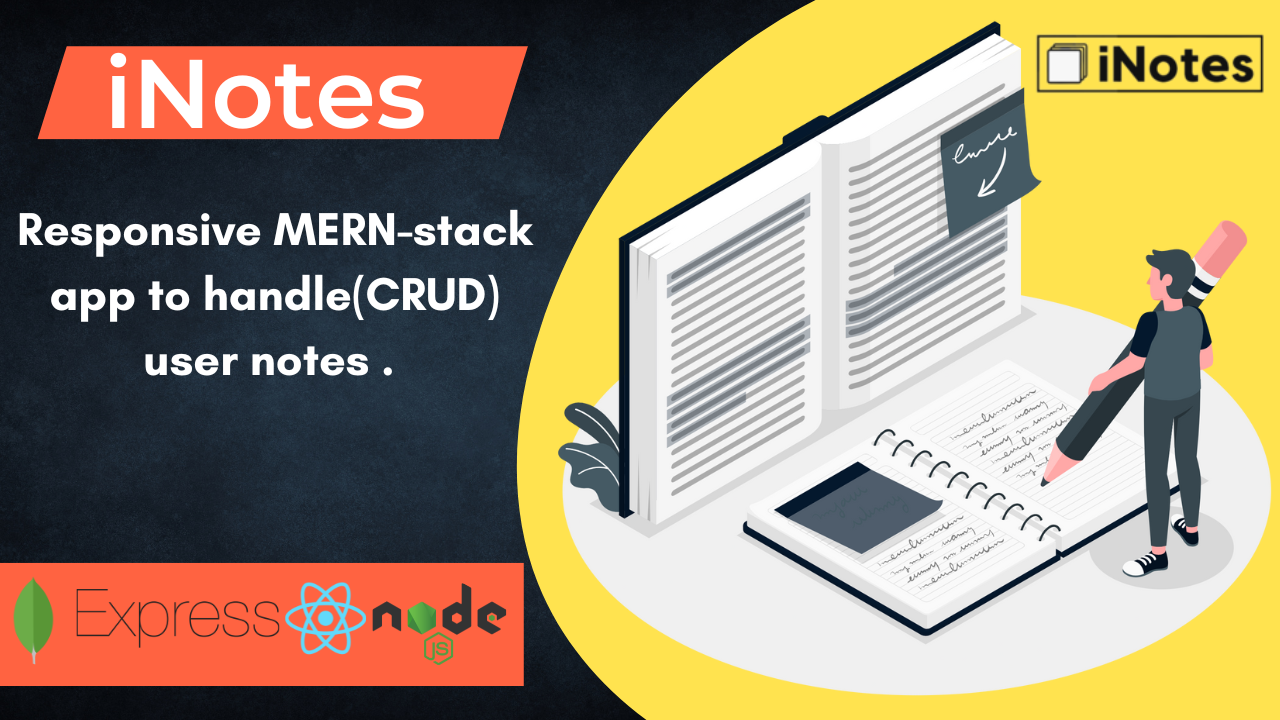 iNotes
iNotes
Responsive MERN-stack
app to handle(CRUD)
user notes .
Express
node
JS